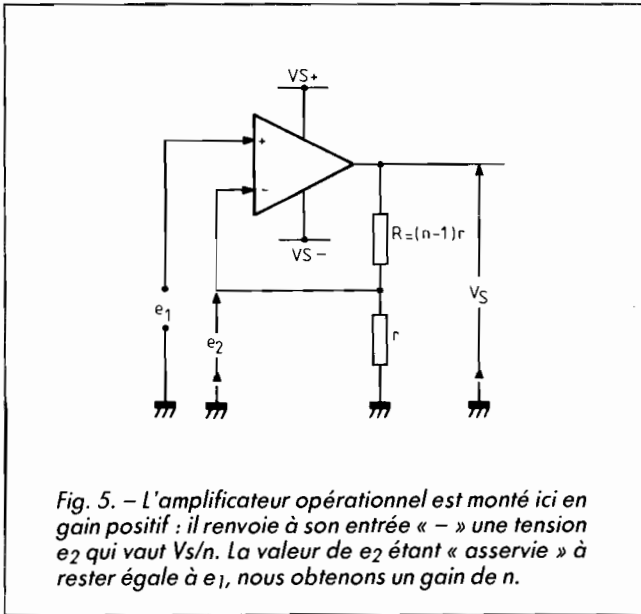 VS+
+
-
VS-
R=(n-1)r
e1
e2
r
VS
Fig. 5. – L'amplificateur opérationnel est monté ici en
gain positif : il renvoie à son entrée « – » une tension
e2 qui vaut Vs/n. La valeur de e2 étant « asservie » à
rester égale à e1, nous obtenons un gain de n.